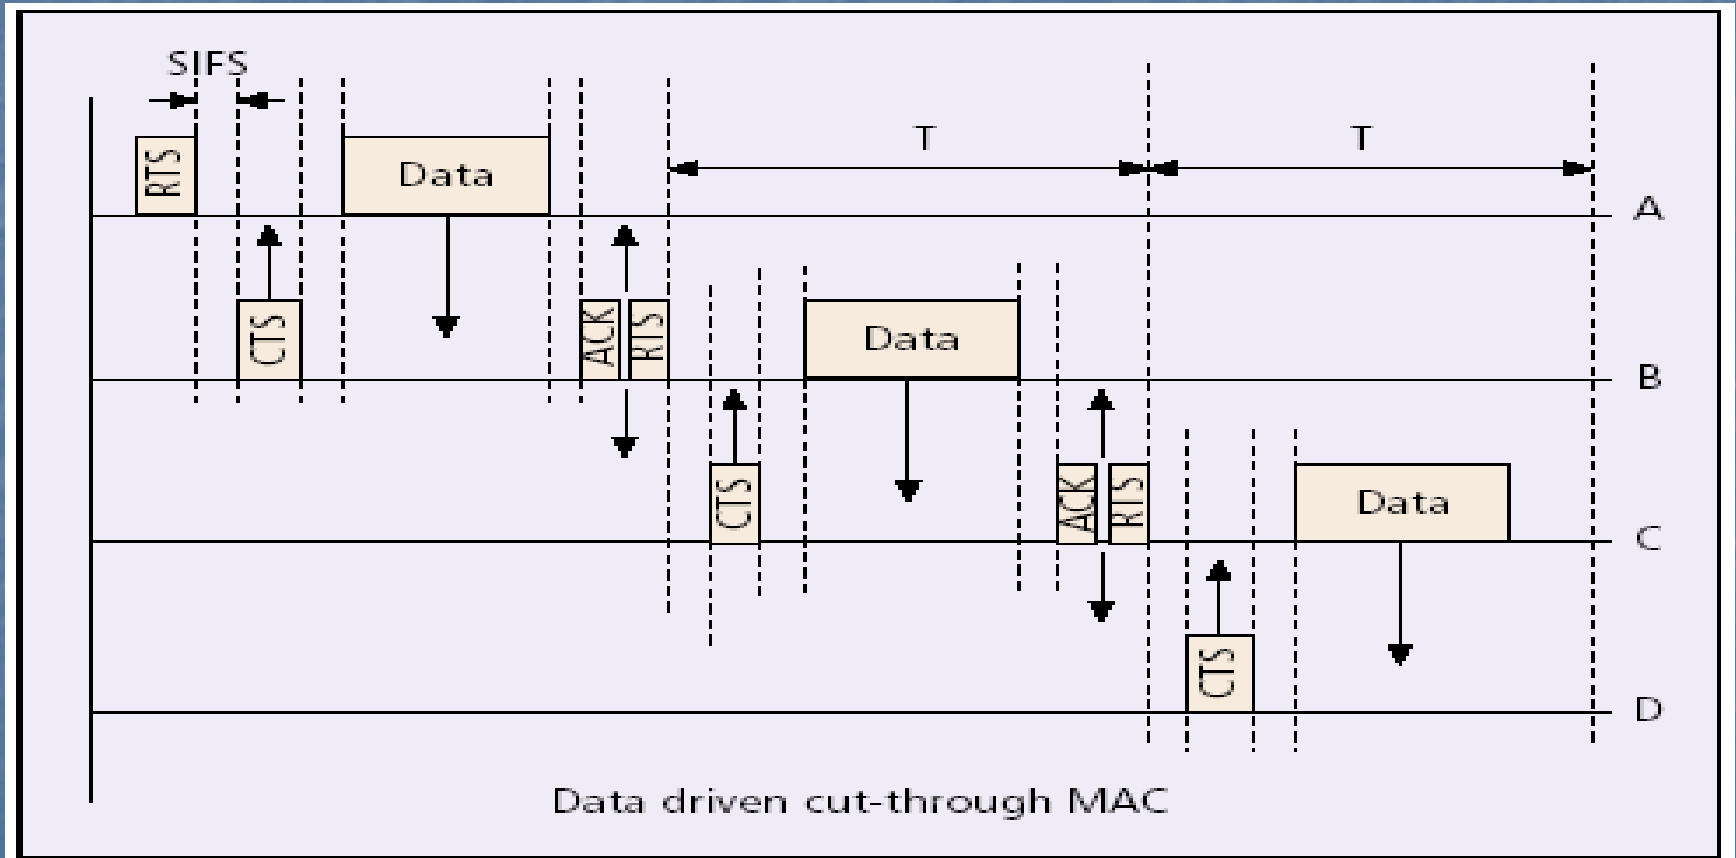 SIFS
T
T
RTS
Data
A
CTS
ACK
RTS
Data
B
CTS
ACK
RTS
Data
C
CTS
D
Data driven cut-through MAC